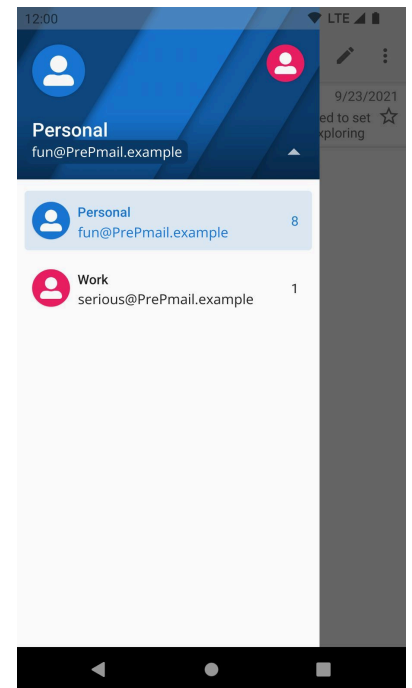 12:00
LTE
9/23/2021
ed to set
xploring
Personal
fun@PrePmail.example
Personal
8
fun@PrePmail.example
Work
1
serious@PrePmail.example